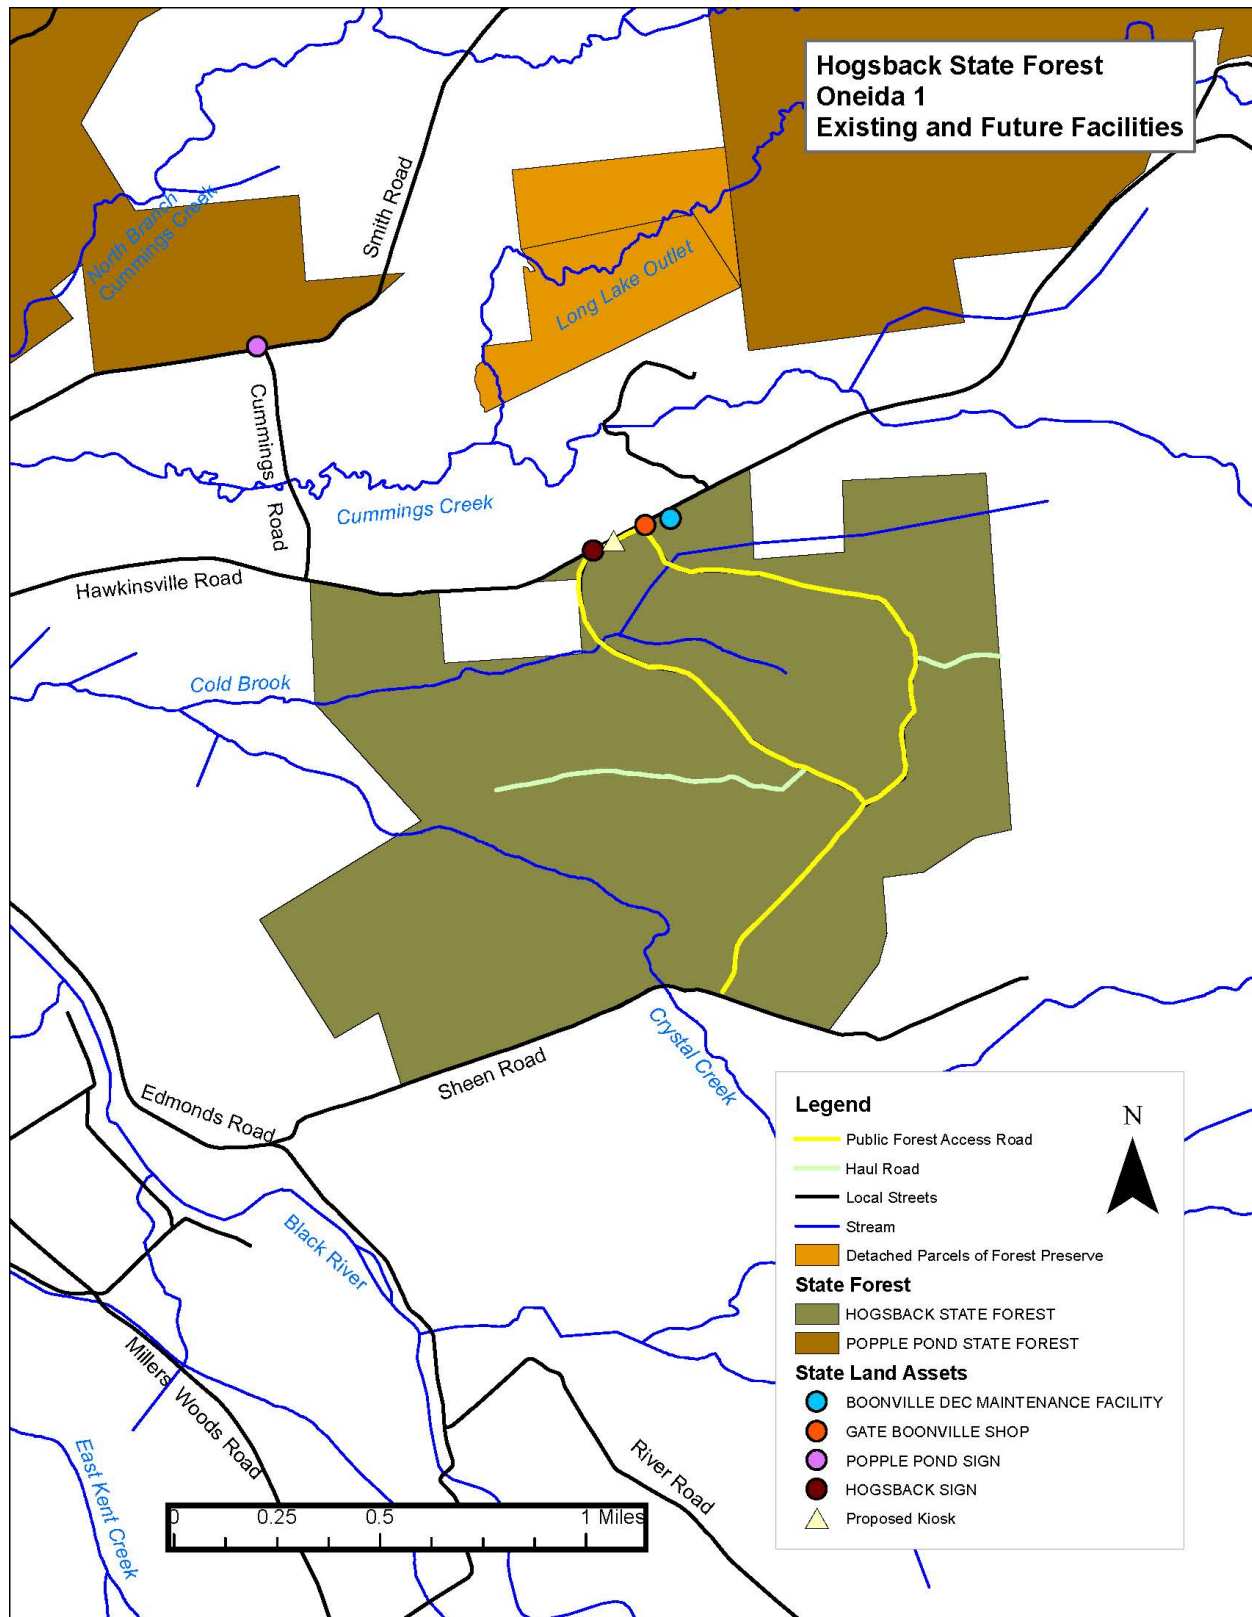 Hogsback State Forest
Oneida 1
Existing and Future Facilities
Smith Road
North Branch
Cummings Creek
Long Lake Outlet
Cummings Road
Cummings Creek
Hawkinsville Road
Cold Brook
Crystal Creek
Sheen Road
Edmonds Road
Black River
Millers Woods Road
East Kent Creek
River Road
Legend
N
Public Forest Access Road
Haul Road
Local Streets
Stream
Detached Parcels of Forest Preserve
State Forest
HOGSBACK STATE FOREST
POPPLE POND STATE FOREST
State Land Assets
BOONVILLE DEC MAINTENANCE FACILITY
GATE BOONVILLE SHOP
POPPLE POND SIGN
HOGSBACK SIGN
Proposed Kiosk
0 0.25 0.5 1 Miles